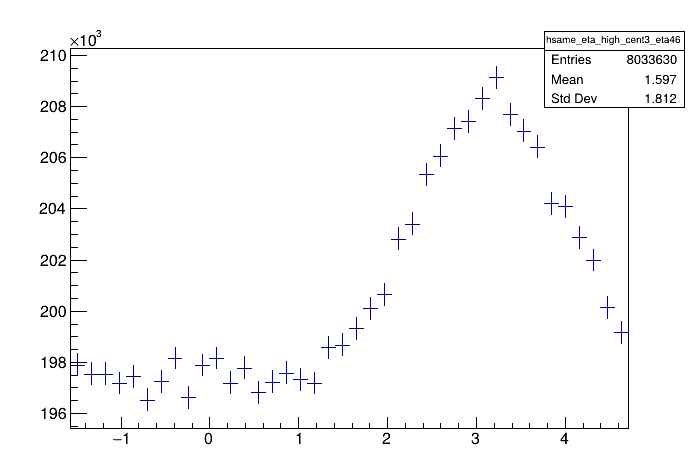 ×10³
hsame_eta_high_cent3_eta46
Entries 8033630
Mean 1.597
Std Dev 1.812
210
208
206
204
202
200
198
196
−1 0 1 2 3 4